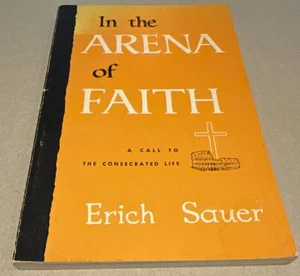 In the
ARENA
of
FAITH
A CALL TO
THE CONSECRATED LIFE
Erich Sauer